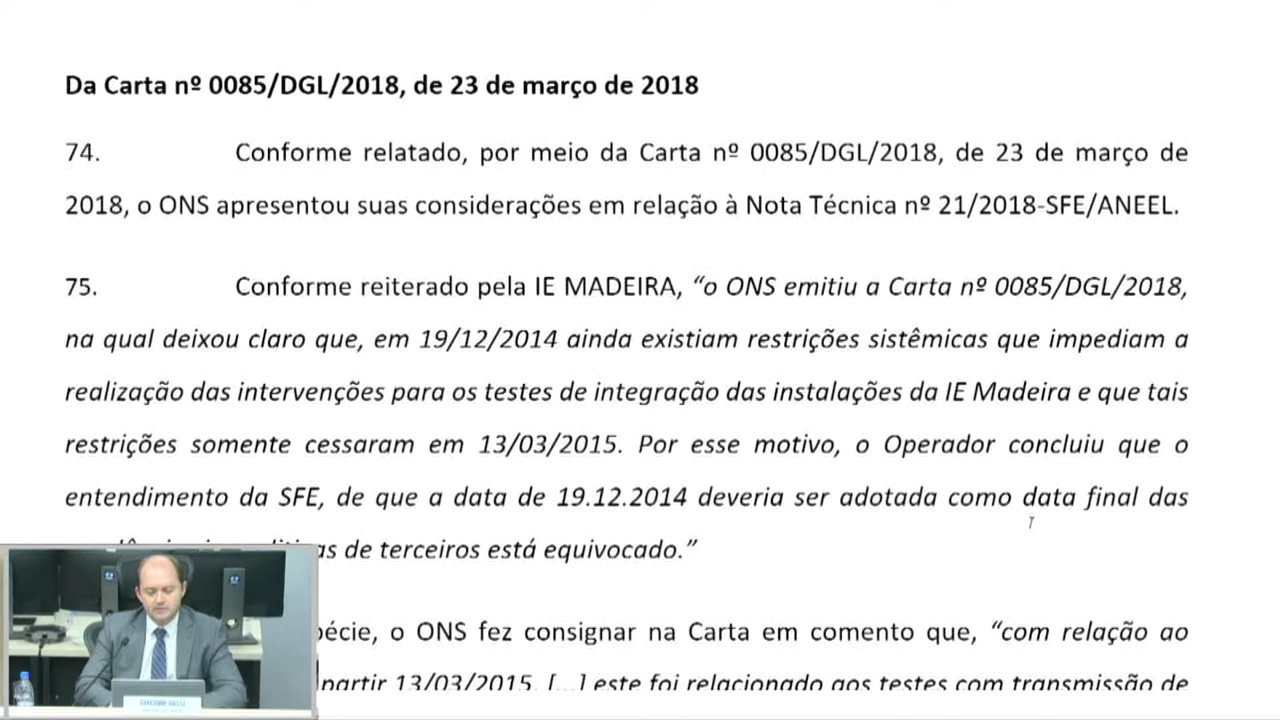 Da Carta nº 0085/DGL/2018, de 23 de março de 2018
74. Conforme relatado, por meio da Carta nº 0085/DGL/2018, de 23 de março de
2018, o ONS apresentou suas considerações em relação à Nota Técnica nº 21/2018-SFE/ANEEL.
75. Conforme reiterado pela IE MADEIRA, “o ONS emitiu a Carta nº 0085/DGL/2018,
na qual deixou claro que, em 19/12/2014 ainda existiam restrições sistêmicas que impediam a
realização das intervenções para os testes de integração das instalações da IE Madeira e que tais
restrições somente cessaram em 13/03/2015. Por esse motivo, o Operador concluiu que o
entendimento da SFE, de que a data de 19.12.2014 deveria ser adotada como data final das
de terceiros está equivocado.”
o ONS fez consignar na Carta em comento que, “com relação ao
partir 13/03/2015, [...] este foi relacionado aos testes com transmissão de